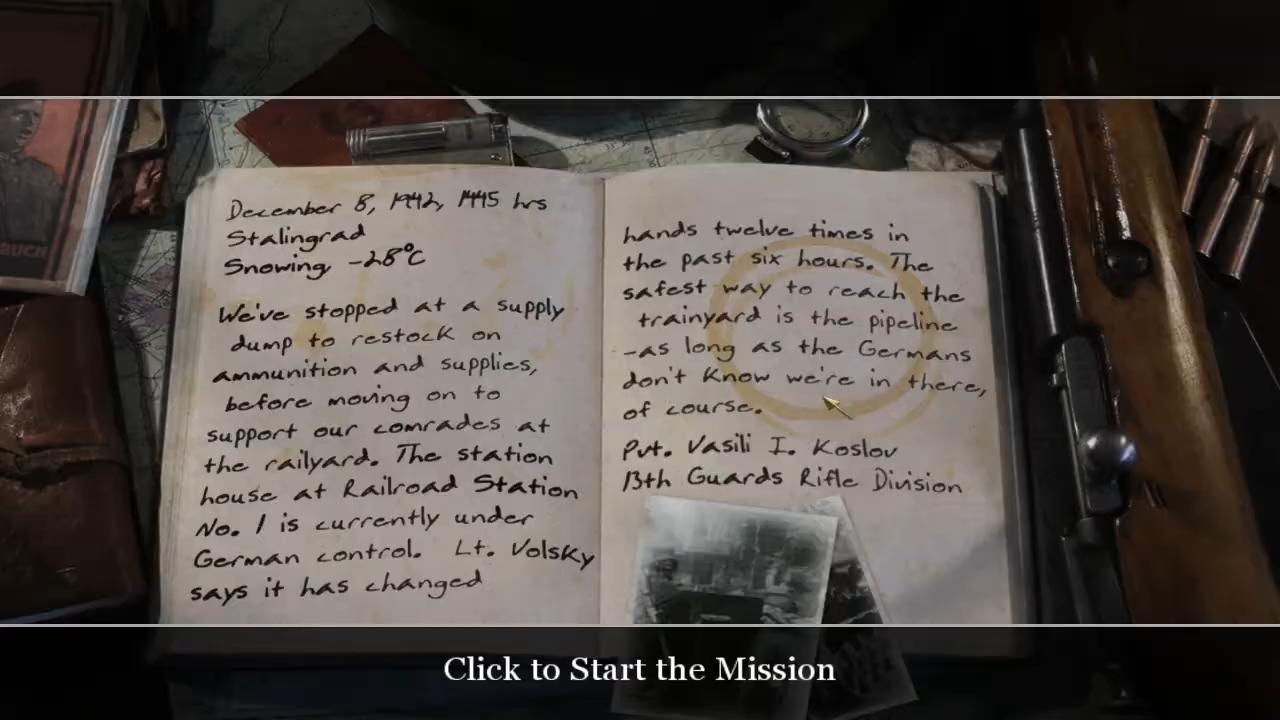 December 8, 1942, 1445 hrs
Stalingrad
Snowing, -28°C
We've stopped at a supply
dump to restock on
ammunition and supplies,
before moving on to
support our comrades at
the railyard. The station
house at Railroad Station
No. 1 is currently under
German control. Lt. Volsky
says it has changed
hands twelve times in
the past six hours. The
safest way to reach the
trainyard is the pipeline
-as long as the Germans
don't know we're in there,
of course.
Pvt. Vasili I. Koslov
13th Guards Rifle Division
BUCH
Click to Start the Mission